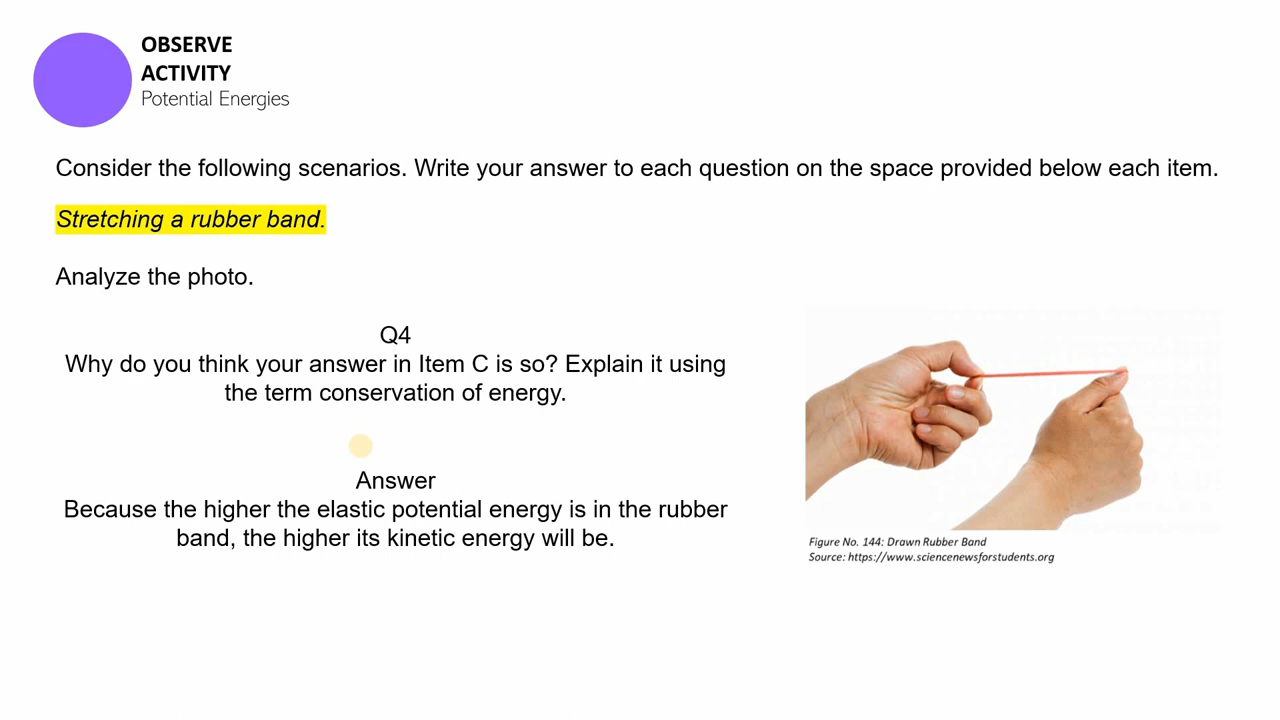 OBSERVE
ACTIVITY
Potential Energies
Consider the following scenarios. Write your answer to each question on the space provided below each item.
Stretching a rubber band.
Analyze the photo.
Q4
Why do you think your answer in Item C is so? Explain it using
the term conservation of energy.
Answer
Because the higher the elastic potential energy is in the rubber
band, the higher its kinetic energy will be.
Figure No. 144: Drawn Rubber Band
Source: https://www.sciencenewsforstudents.org